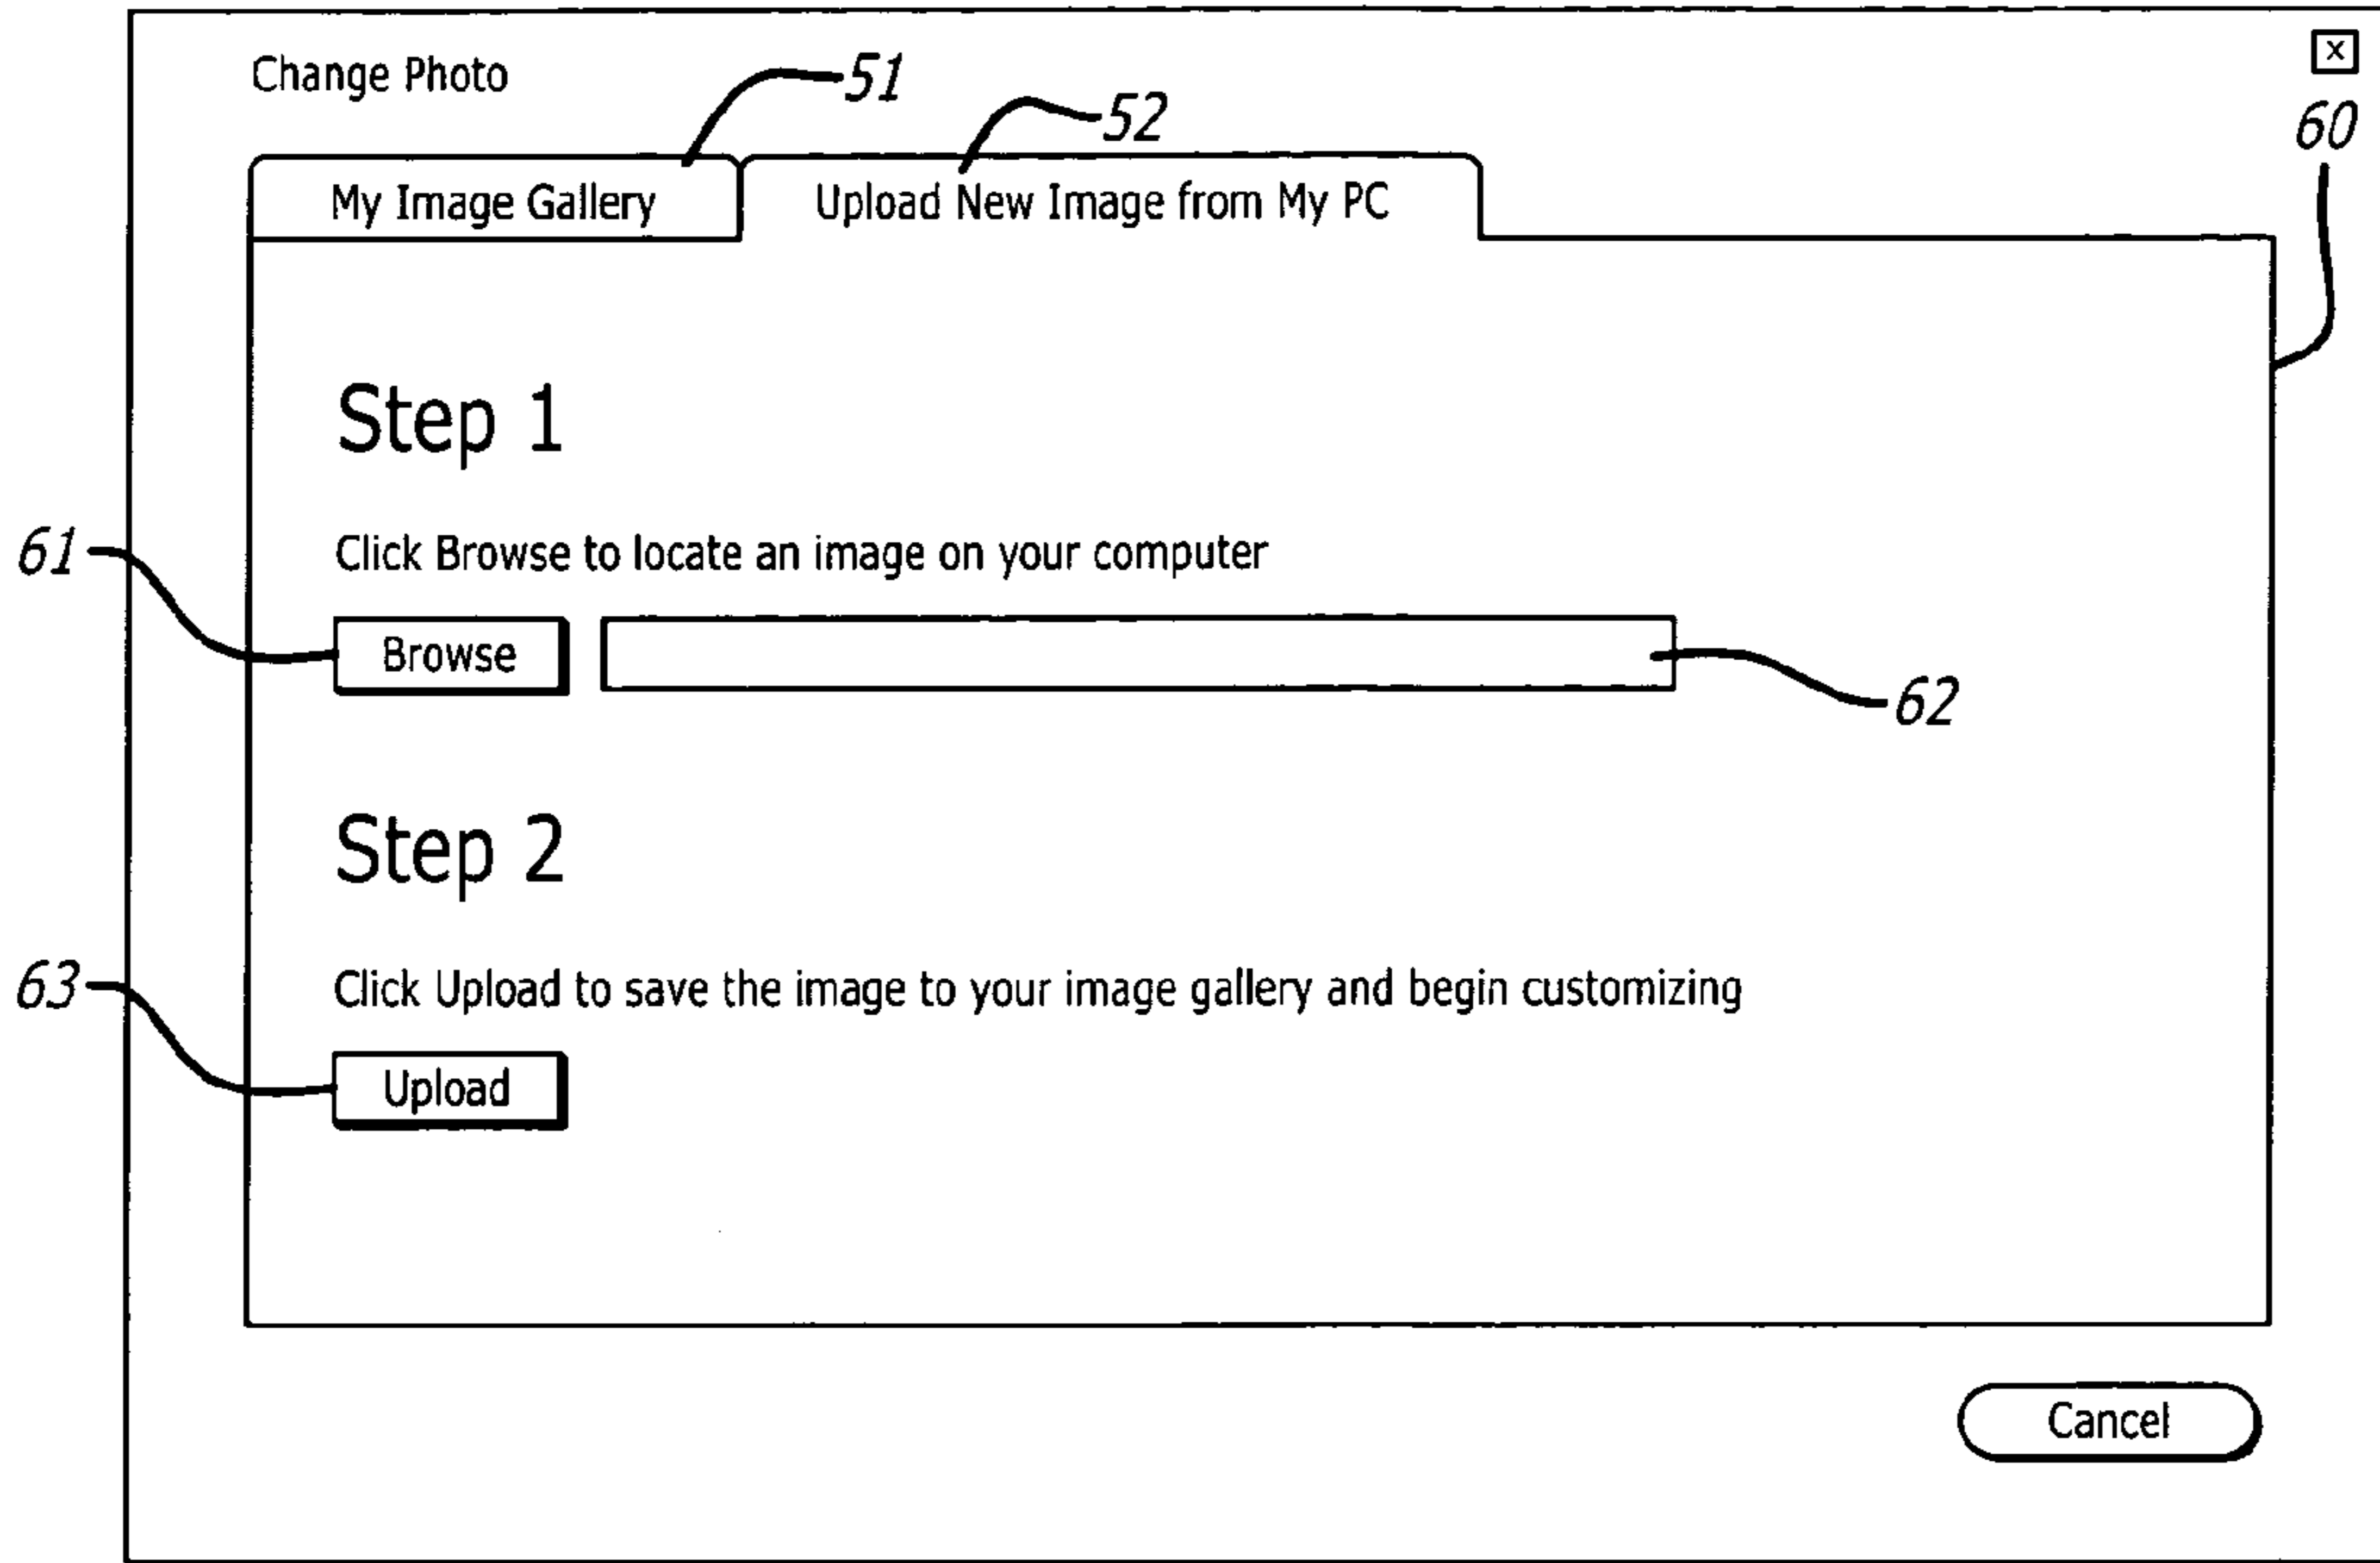 Change Photo
x
51
52
60
My Image Gallery
Upload New Image from My PC
Step 1
61
Click Browse to locate an image on your computer
Browse
62
Step 2
63
Click Upload to save the image to your image gallery and begin customizing
Upload
Cancel